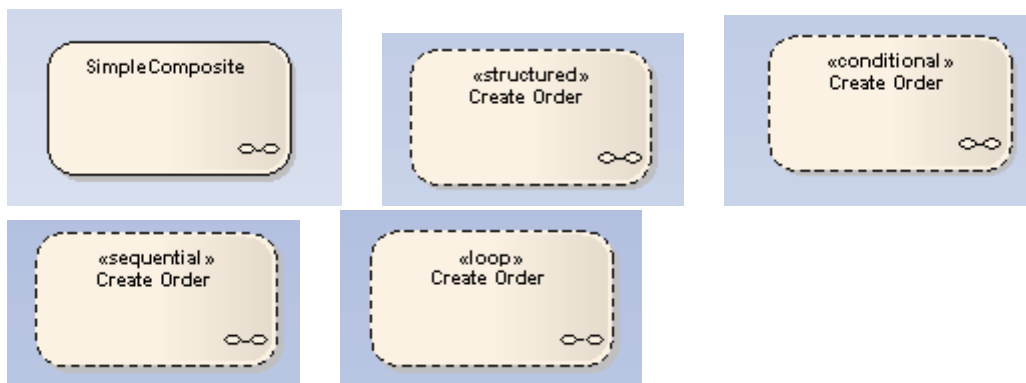 SimpleComposite
«structured»
Create Order
«conditional»
Create Order
«sequential»
Create Order
«loop»
Create Order